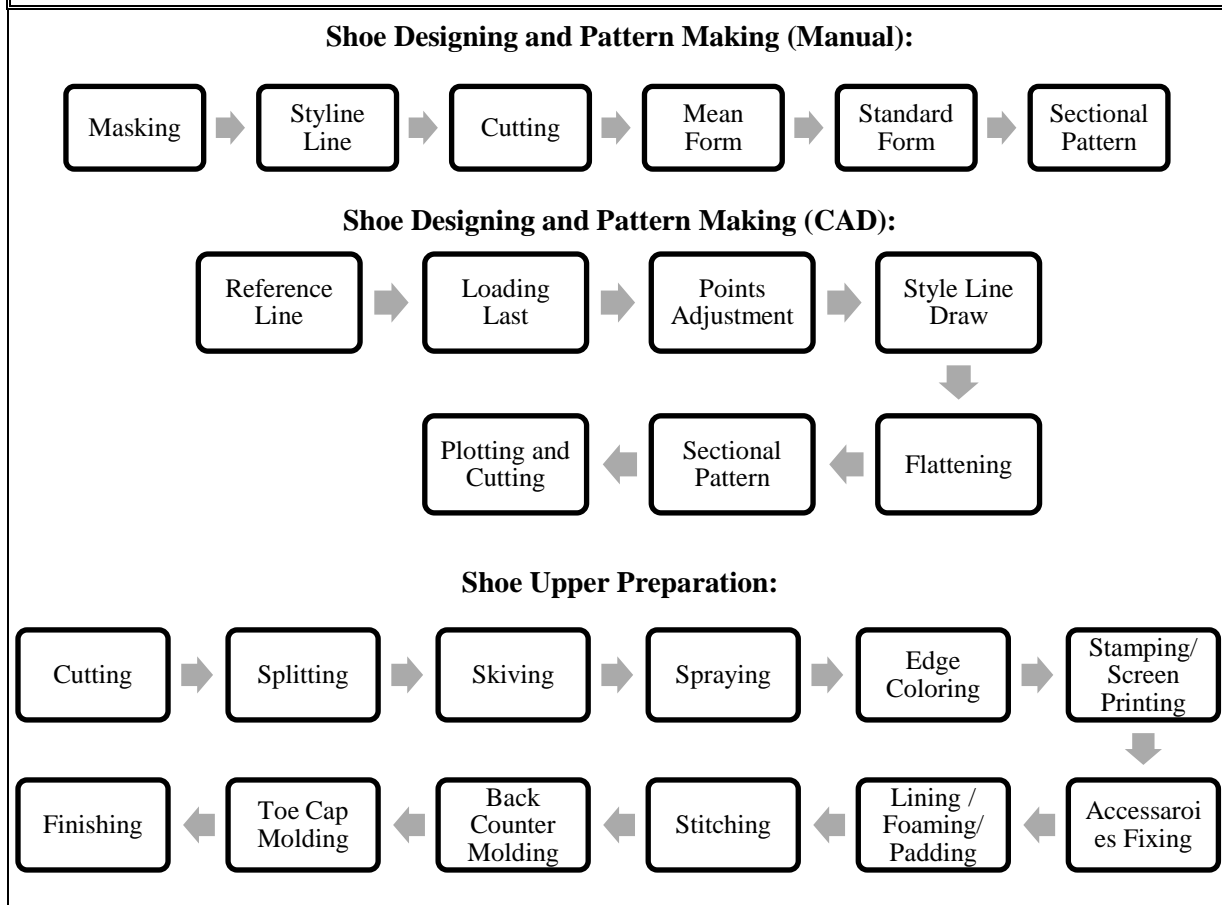 Shoe Designing and Pattern Making (Manual):
Masking
Styline
Line
Cutting
Mean
Form
Standard
Form
Sectional
Pattern
Shoe Designing and Pattern Making (CAD):
Reference
Line
Loading
Last
Points
Adjustment
Style Line
Draw
Flattening
Sectional
Pattern
Plotting and
Cutting
Shoe Upper Preparation:
Cutting
Splitting
Skiving
Spraying
Edge
Coloring
Stamping/
Screen
Printing
Accessaroi
es Fixing
Lining /
Foaming/
Padding
Stitching
Back
Counter
Molding
Toe Cap
Molding
Finishing